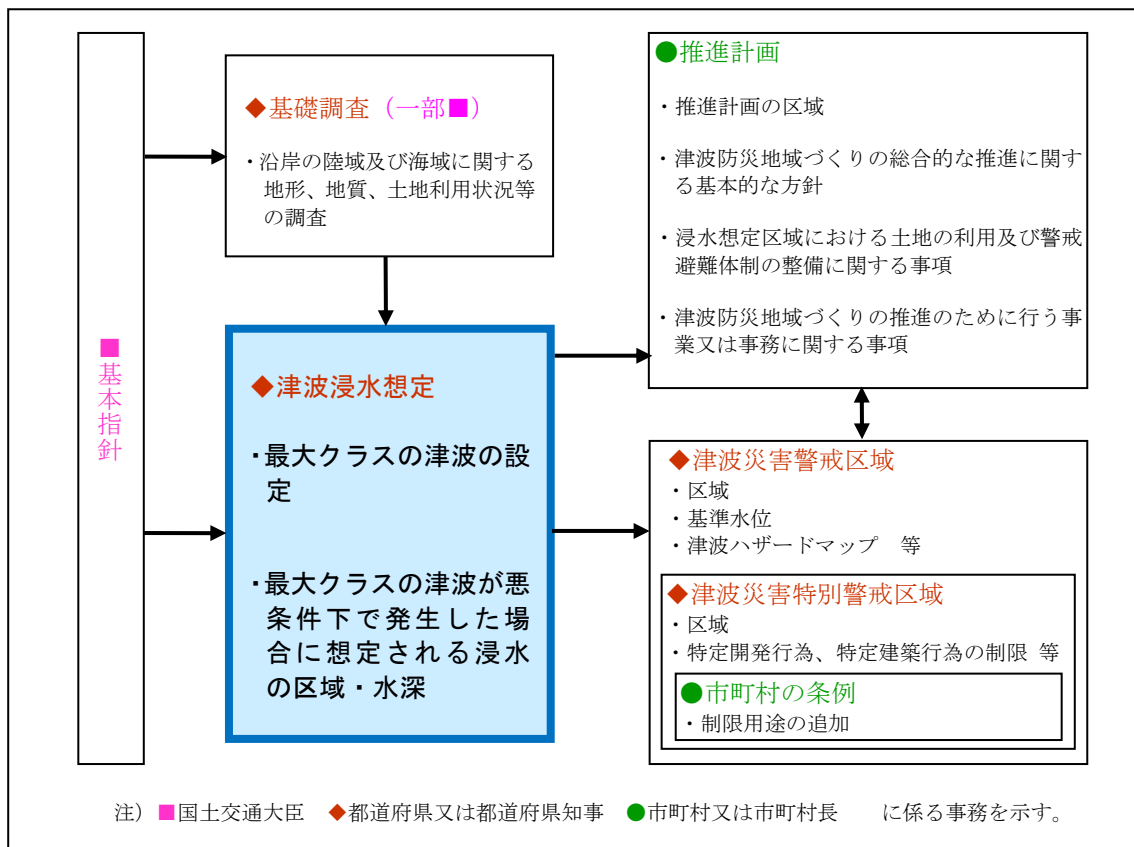 ■基本指針
◆基礎調査（一部■）
・沿岸の陸域及び海域に関する
地形、地質、土地利用状況等
の調査
◆津波浸水想定
・最大クラスの津波の設
定
・最大クラスの津波が悪
条件下で発生した場
合に想定される浸水
の区域・水深
●推進計画
・推進計画の区域
・津波防災地域づくりの総合的な推進に関す
る基本的な方針
・浸水想定区域における土地の利用及び警戒
避難体制の整備に関する事項
・津波防災地域づくりの推進のために行う事
業又は事務に関する事項
◆津波災害警戒区域
・区域
・基準水位
・津波ハザードマップ　等
◆津波災害特別警戒区域
・区域
・特定開発行為、特定建築行為の制限 等
●市町村の条例
・制限用途の追加
注）■国土交通大臣　◆都道府県又は都道府県知事　●市町村又は市町村長　　に係る事務を示す。